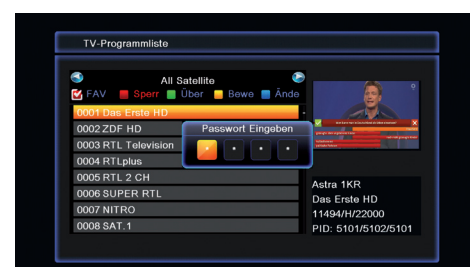 TV-Programmliste
All Satellite
FAV Sperr Über Bewe Ände
0001 Das Erste HD
0002 ZDF HD
0003 RTL Television
0004 RTLplus
0005 RTL 2 CH
0006 SUPER RTL
0007 NITRO
0008 SAT.1
Passwort Eingeben
* * * *
Astra 1KR
Das Erste HD
11494/H/22000
PID: 5101/5102/5101